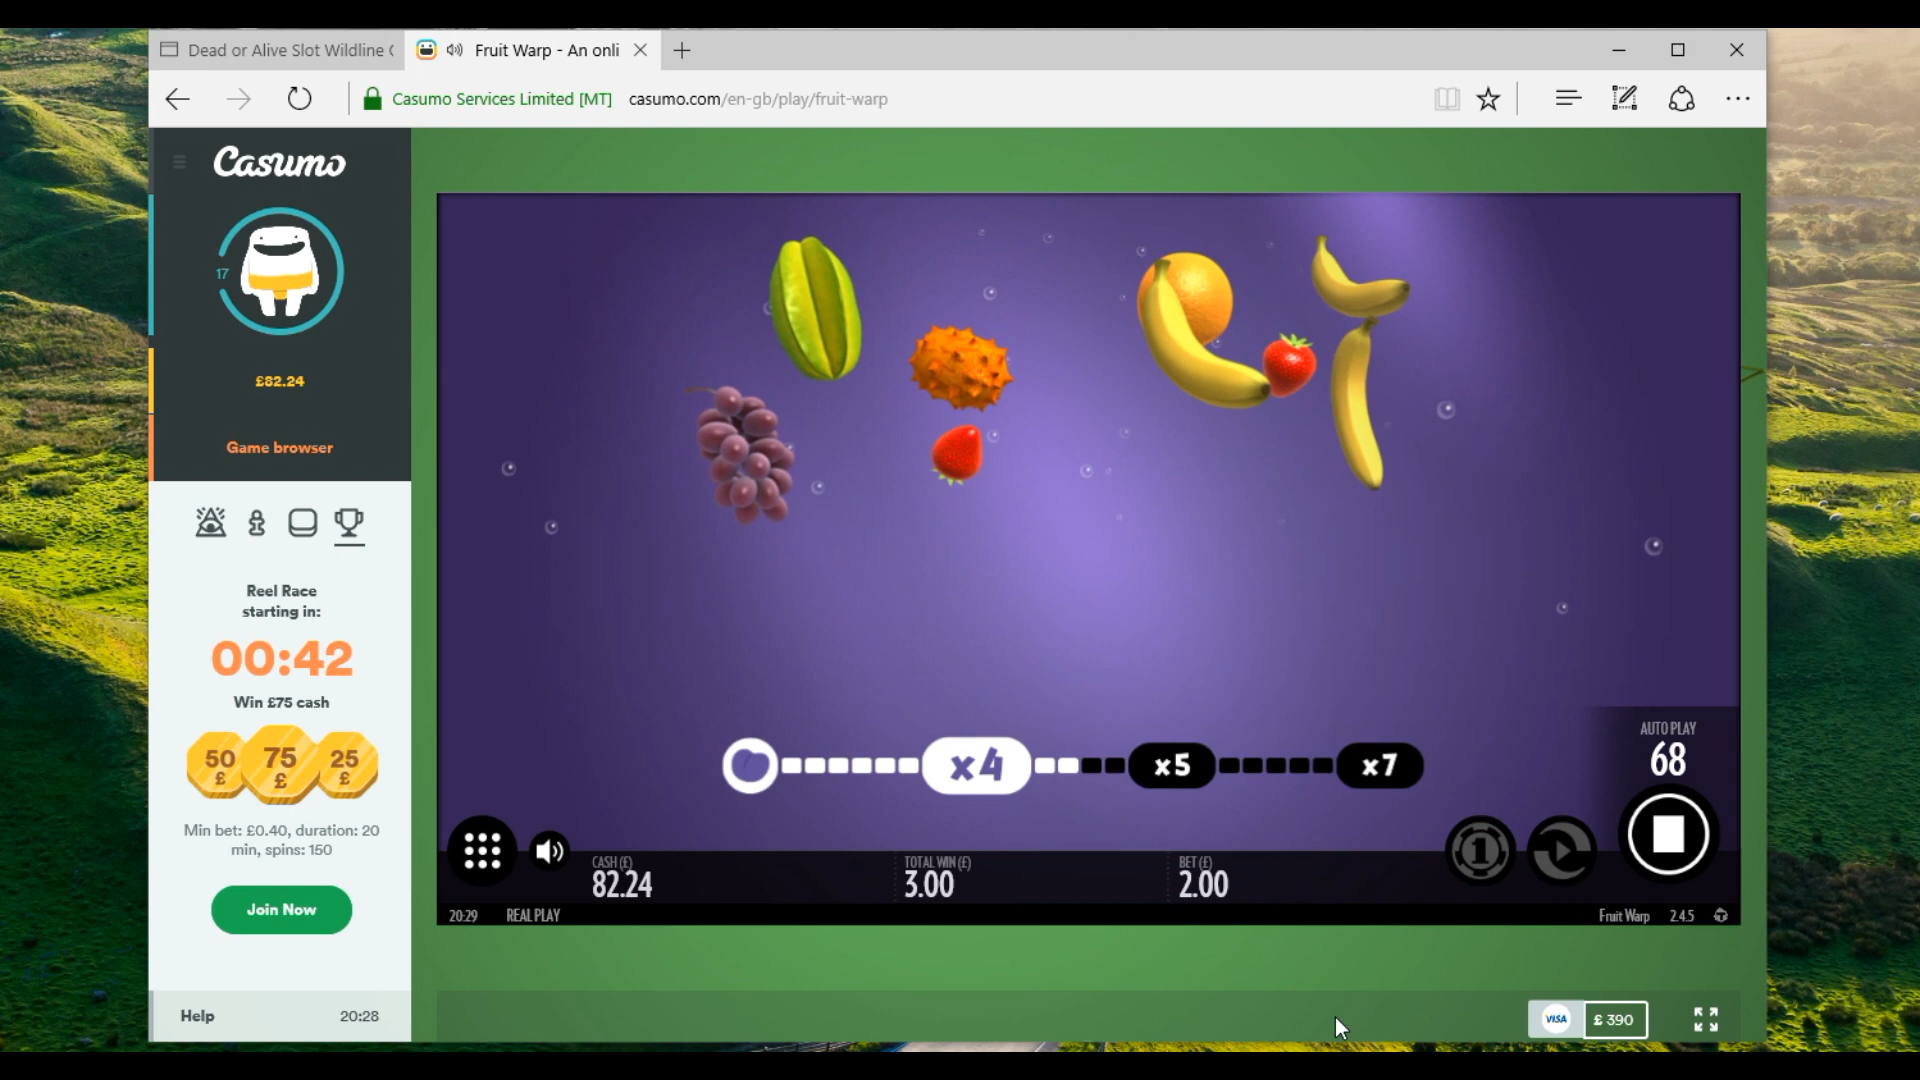 Dead or Alive Slot Wildline
Fruit Warp - An onli
Casumo Services Limited [MT] casumo.com/en-gb/play/fruit-warp
Casumo
17
£82.24
Game browser
Reel Race
starting in:
00:42
Win £75 cash
50 £ 75 £ 25 £
Min bet: £0.40, duration: 20
min, spins: 150
Join Now
Help 20:28
x4 x5 x7
AUTO PLAY
68
1
CASH (£)
82.24
TOTAL WIN (£)
3.00
BET (£)
2.00
20:29 REAL PLAY
Fruit Warp 2.4.5
VISA £ 390